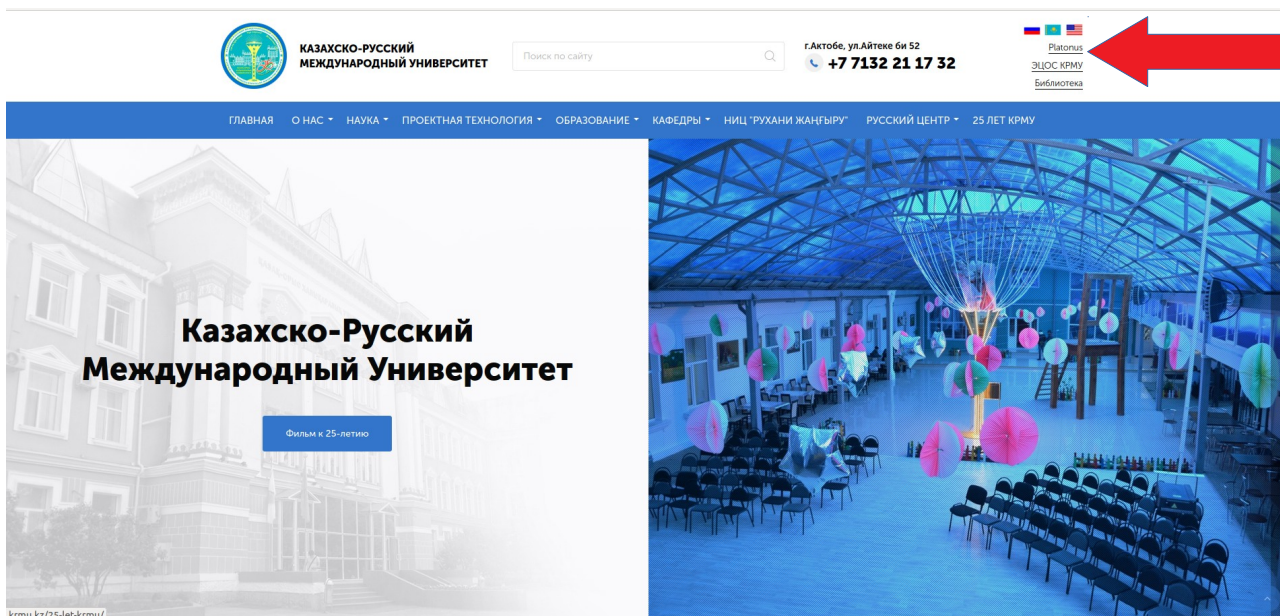 КАЗАХСКО-РУССКИЙ
МЕЖДУНАРОДНЫЙ УНИВЕРСИТЕТ
Поиск по сайту
г.Актобе, ул.Айтеке би 52
+7 7132 21 17 32
Platonus
ЭЦОС КРМУ
Библиотека
ГЛАВНАЯ О НАС НАУКА ПРОЕКТНАЯ ТЕХНОЛОГИЯ ОБРАЗОВАНИЕ КАФЕДРЫ НИЦ "РУХАНИ ЖАҢҒЫРУ" РУССКИЙ ЦЕНТР 25 ЛЕТ КРМУ
Казахско-Русский
Международный Университет
Фильм к 25-летию
krmu.kz/25-let-krmu/